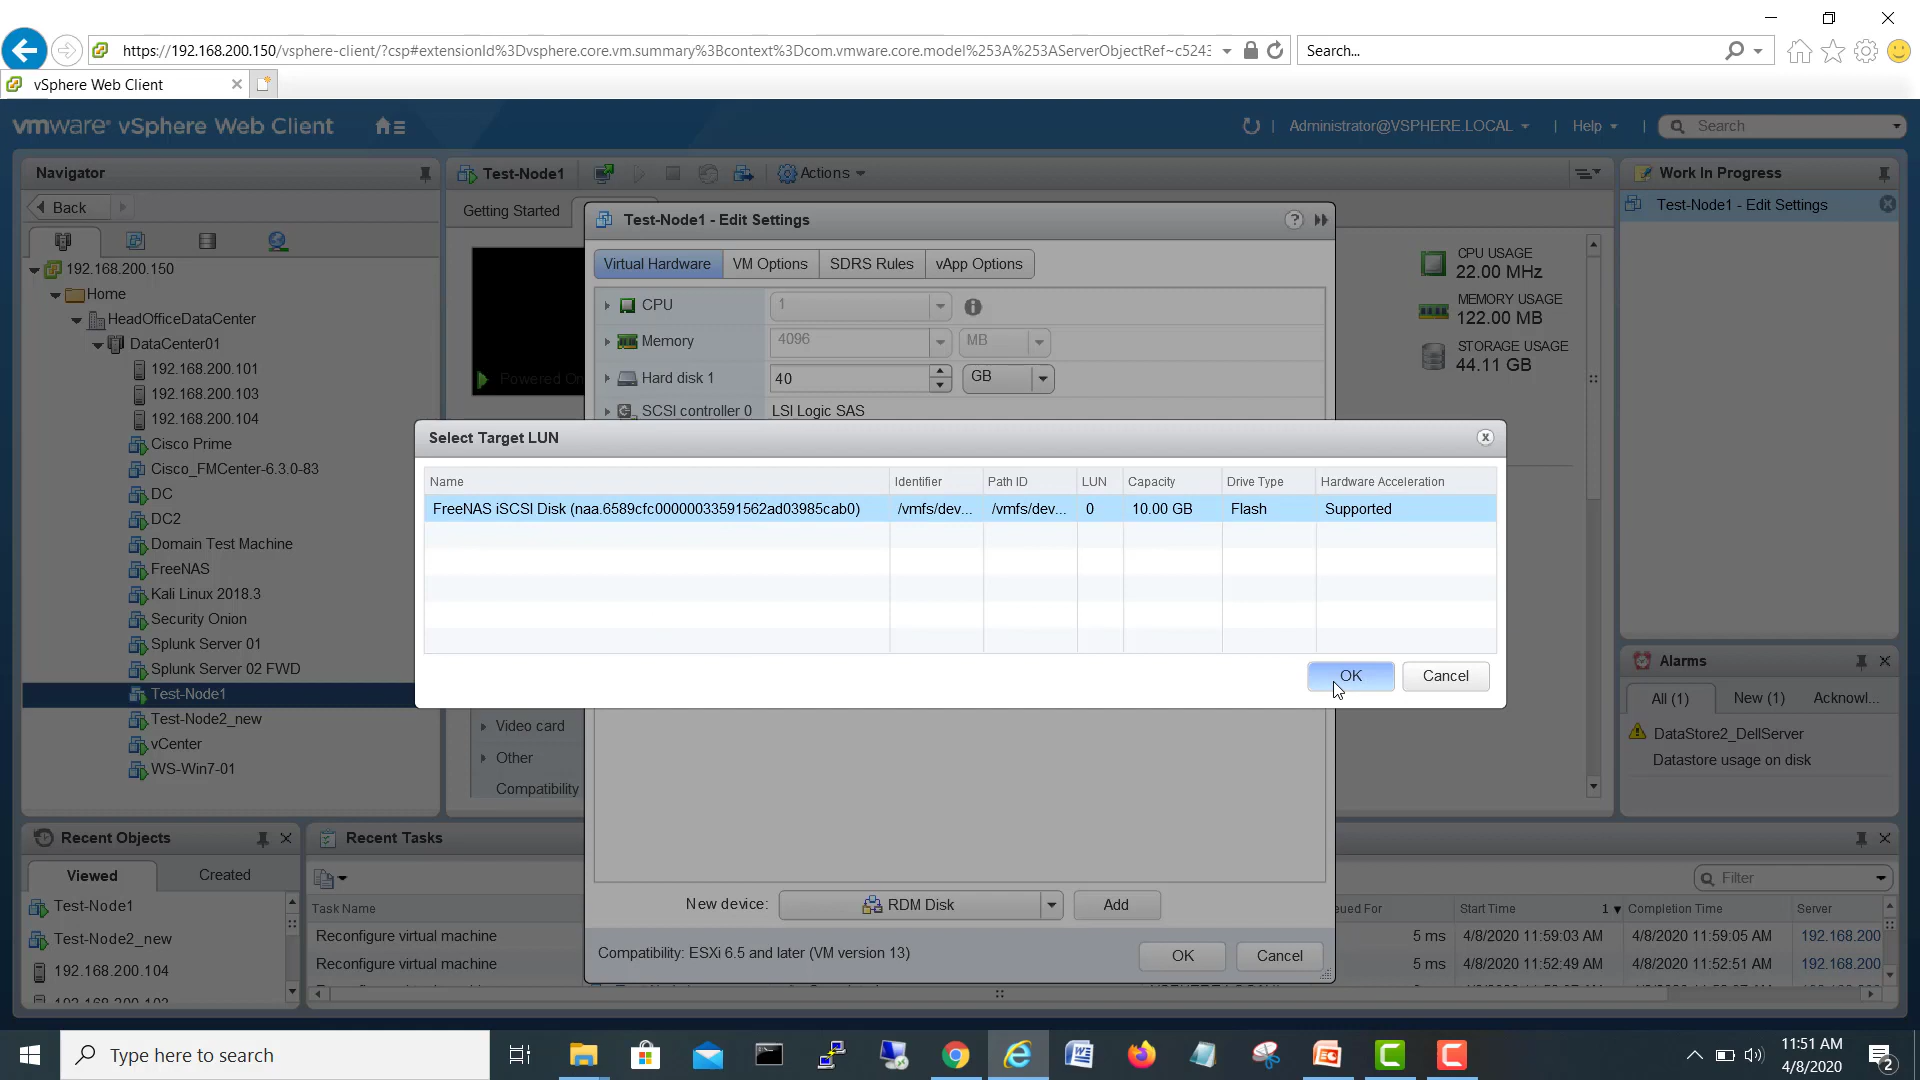 https://192.168.200.150/vsphere-client/?csp#extensionId%3Dvsphere.core.vm.summary%3Bcontext%3Dcom.vmware.core.model%253A%253AServerObjectRef~c5243
Search...
vSphere Web Client
vmware® vSphere Web Client
Administrator@VSPHERE.LOCAL
Help
Search
Navigator
Back
192.168.200.150
Home
HeadOfficeDataCenter
DataCenter01
192.168.200.101
192.168.200.103
192.168.200.104
Cisco Prime
Cisco_FMCenter-6.3.0-83
DC
DC2
Domain Test Machine
FreeNAS
Kali Linux 2018.3
Security Onion
Splunk Server 01
Splunk Server 02 FWD
Test-Node1
Test-Node2_new
vCenter
WS-Win7-01
Test-Node1
Actions
Getting Started
Powered On
CPU USAGE
22.00 MHz
MEMORY USAGE
122.00 MB
STORAGE USAGE
44.11 GB
Video card
Other
Compatibility
Test-Node1 - Edit Settings
Virtual Hardware VM Options SDRS Rules vApp Options
CPU 1
Memory 4096 MB
Hard disk 1 40 GB
SCSI controller 0 LSI Logic SAS
Select Target LUN
Name Identifier Path ID LUN Capacity Drive Type Hardware Acceleration
FreeNAS iSCSI Disk (naa.6589cfc00000033591562ad03985cab0) /vmfs/dev... /vmfs/dev... 0 10.00 GB Flash Supported
OK Cancel
New device: RDM Disk Add
Compatibility: ESXi 6.5 and later (VM version 13) OK Cancel
Work In Progress
Test-Node1 - Edit Settings
Alarms
All (1) New (1) Acknowl...
DataStore2_DellServer
Datastore usage on disk
Recent Objects
Viewed Created
Test-Node1
Test-Node2_new
192.168.200.104
Recent Tasks
Filter
Task Name ued For Start Time 1 Completion Time Server
Reconfigure virtual machine 5 ms 4/8/2020 11:59:03 AM 4/8/2020 11:59:05 AM 192.168.200
Reconfigure virtual machine 5 ms 4/8/2020 11:52:49 AM 4/8/2020 11:52:51 AM 192.168.200
Type here to search
11:51 AM
4/8/2020
2